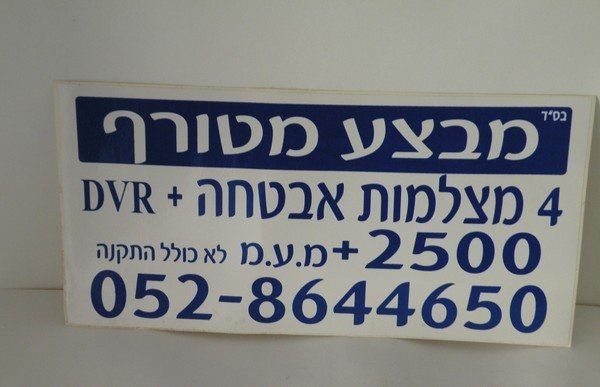 בס"ד
מבצע מטורף
4 מצלמות אבטחה + DVR
2500+מ.ע.מ לא כולל התקנה
052-8644650